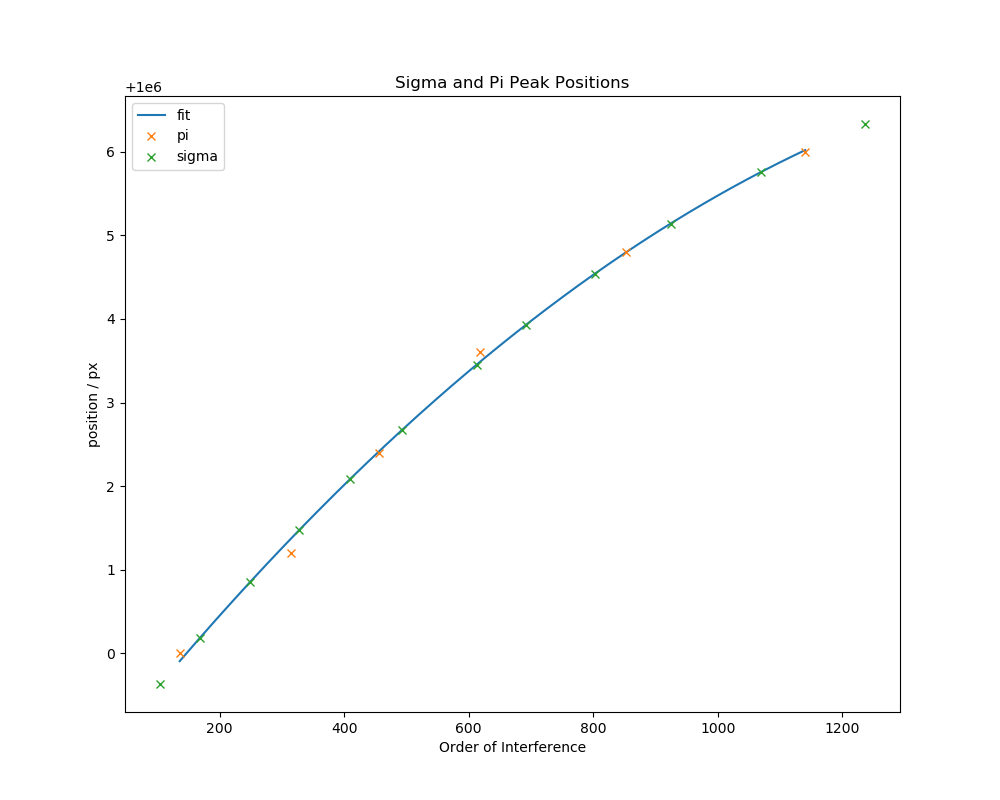 Sigma and Pi Peak Positions
+1e6
fit
pi
sigma
6
5
4
3
2
1
0
position / px
200 400 600 800 1000 1200
Order of Interference